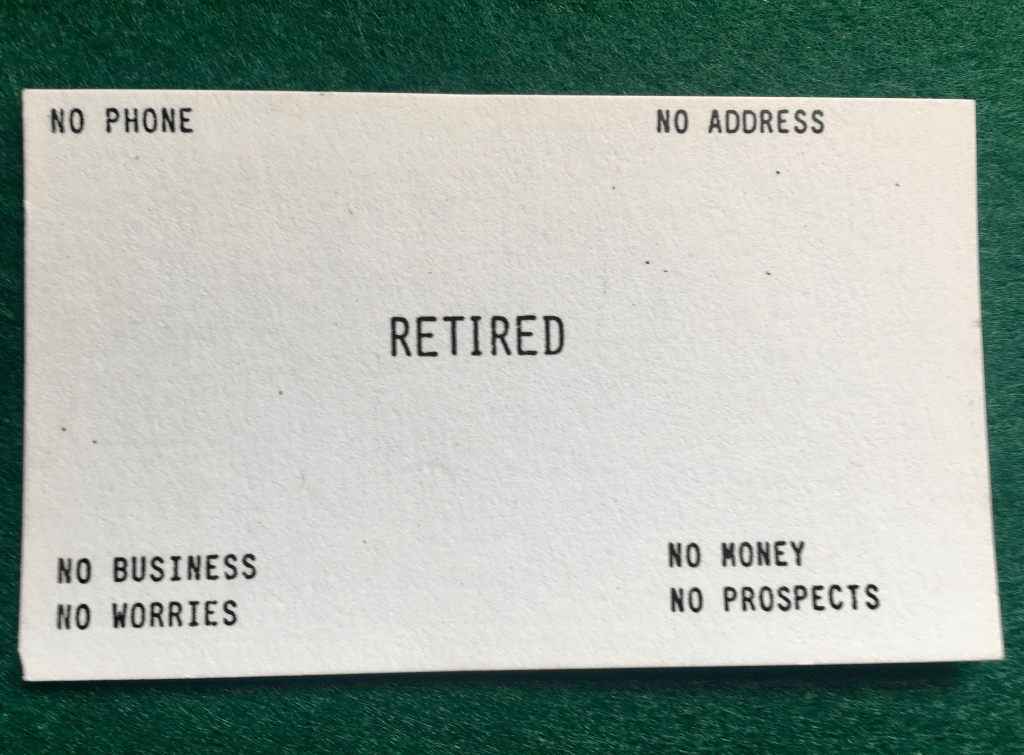 NO PHONE
NO ADDRESS
RETIRED
NO BUSINESS
NO WORRIES
NO MONEY
NO PROSPECTS